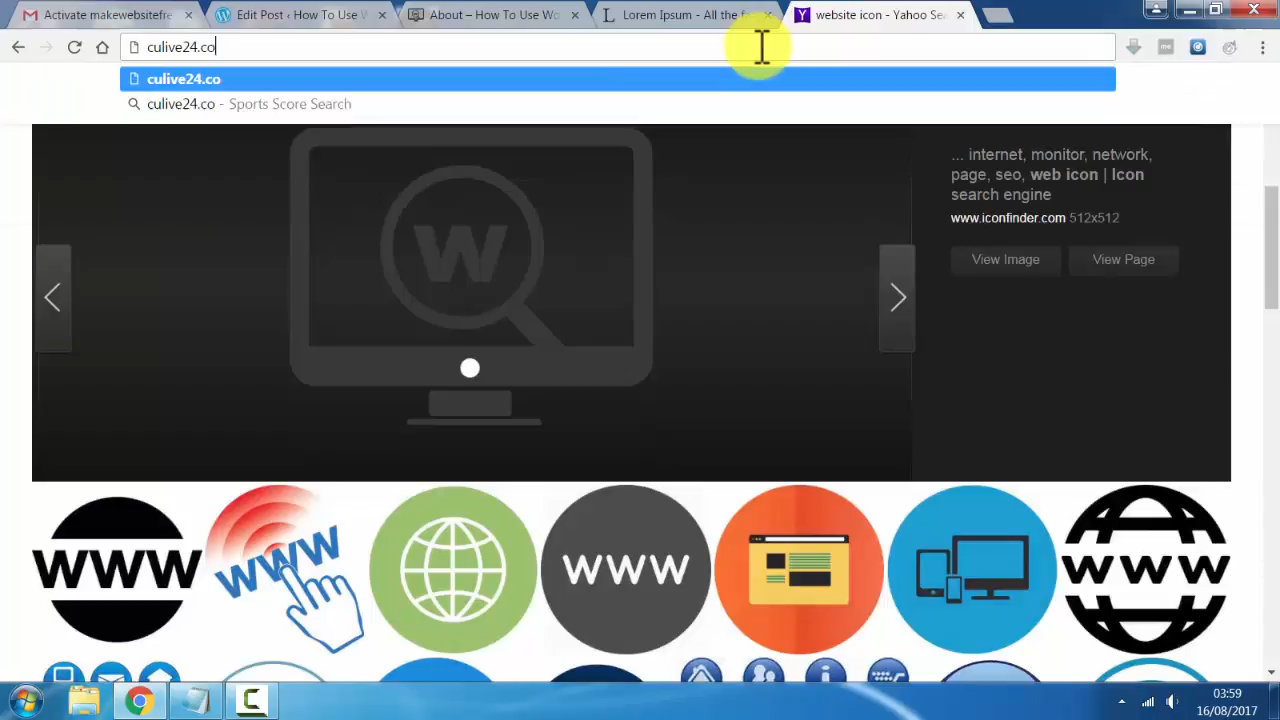 Activate makewebsitefre
Edit Post ‹ How To Use
About – How to Use W
Lorem Ipsum - All the f
website icon - Yahoo Sea
culive24.co
culive24.co
culive24.co - Sports Score Search
... internet, monitor, network,
page, seo, web icon | Icon
search engine
www.iconfinder.com 512x512
View Image
View Page
W
WWW
WWW
WWW
WWW
03:59
16/08/2017